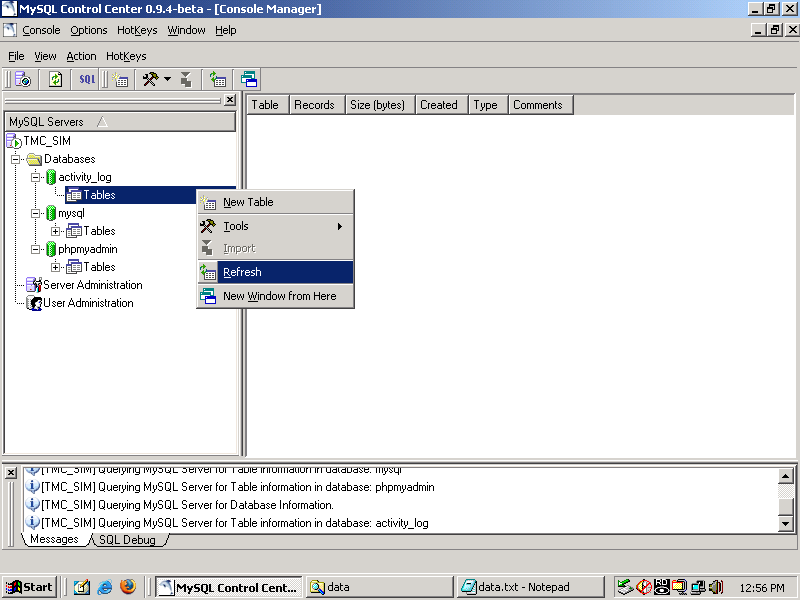 MySQL Control Center 0.9.4-beta - [Console Manager]
Console Options HotKeys Window Help
File View Action HotKeys
SQL
MySQL Servers
Table Records Size (bytes) Created Type Comments
TMC_SIM
Databases
activity_log
Tables
mysql
Tables
phpmyadmin
Tables
Server Administration
User Administration
New Table
Tools
Import
Refresh
New Window from Here
[TMC_SIM] Querying MySQL Server for Table information in database: mysql
[TMC_SIM] Querying MySQL Server for Table information in database: phpmyadmin
[TMC_SIM] Querying MySQL Server for Database Information.
[TMC_SIM] Querying MySQL Server for Table information in database: activity_log
Messages SQL Debug
Start MySQL Control Cent... data data.txt - Notepad 12:56 PM